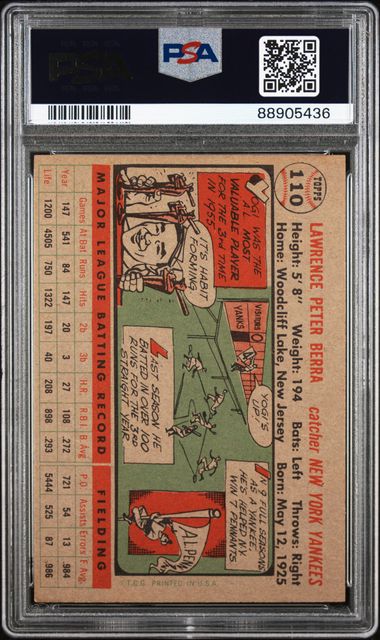 PSA
PSA
88905436
TOPPS
110
LAWRENCE PETER BERRA catcher NEW YORK YANKEES
Height: 5' 8" Weight: 194 Bats: Left Throws: Right
Home: Woodcliff Lake, New Jersey Born: May 12, 1925
YOGI WAS THE
A.L. MOST
VALUABLE PLAYER
FOR THE 3RD TIME
IN 1955.
IT'S HABIT
FORMING
VISITORS 0
YANKS
YOGI'S
UP!
LAST SEASON HE
BATTED IN OVER 100
RUNS FOR THE 3RD
STRAIGHT YEAR.
IN 9 FULL SEASONS
AS A YANKEE
HE'S HELPED N.Y.
WIN 7 PENNANTS
A.L. PENNANT
© T.C.G. PRINTED IN U.S.A.
MAJOR LEAGUE BATTING RECORD FIELDING
Games At Bat Runs Hits 2b 3b H.R. R.B.I. B. Avg. P.O. Assists Errors F. Avg.
Year 147 541 84 147 20 3 27 108 .272 721 54 13 .984
Life 1200 4505 750 1322 197 40 208 898 .293 5444 525 87 .986